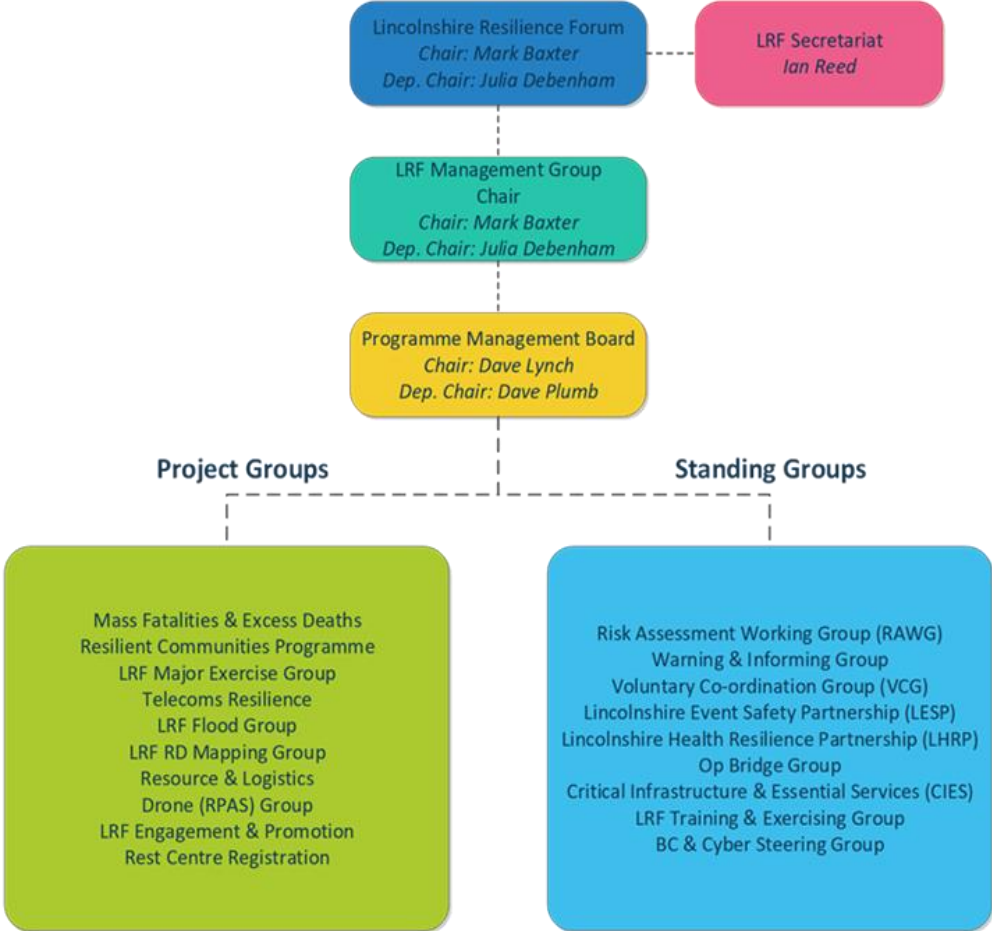 Lincolnshire Resilience Forum
Chair: Mark Baxter
Dep. Chair: Julia Debenham
LRF Secretariat
Ian Reed
LRF Management Group
Chair
Chair: Mark Baxter
Dep. Chair: Julia Debenham
Programme Management Board
Chair: Dave Lynch
Dep. Chair: Dave Plumb
Project Groups
Standing Groups
Mass Fatalities & Excess Deaths
Resilient Communities Programme
LRF Major Exercise Group
Telecoms Resilience
LRF Flood Group
LRF RD Mapping Group
Resource & Logistics
Drone (RPAS) Group
LRF Engagement & Promotion
Rest Centre Registration
Risk Assessment Working Group (RAWG)
Warning & Informing Group
Voluntary Co-ordination Group (VCG)
Lincolnshire Event Safety Partnership (LESP)
Lincolnshire Health Resilience Partnership (LHRP)
Op Bridge Group
Critical Infrastructure & Essential Services (CIES)
LRF Training & Exercising Group
BC & Cyber Steering Group